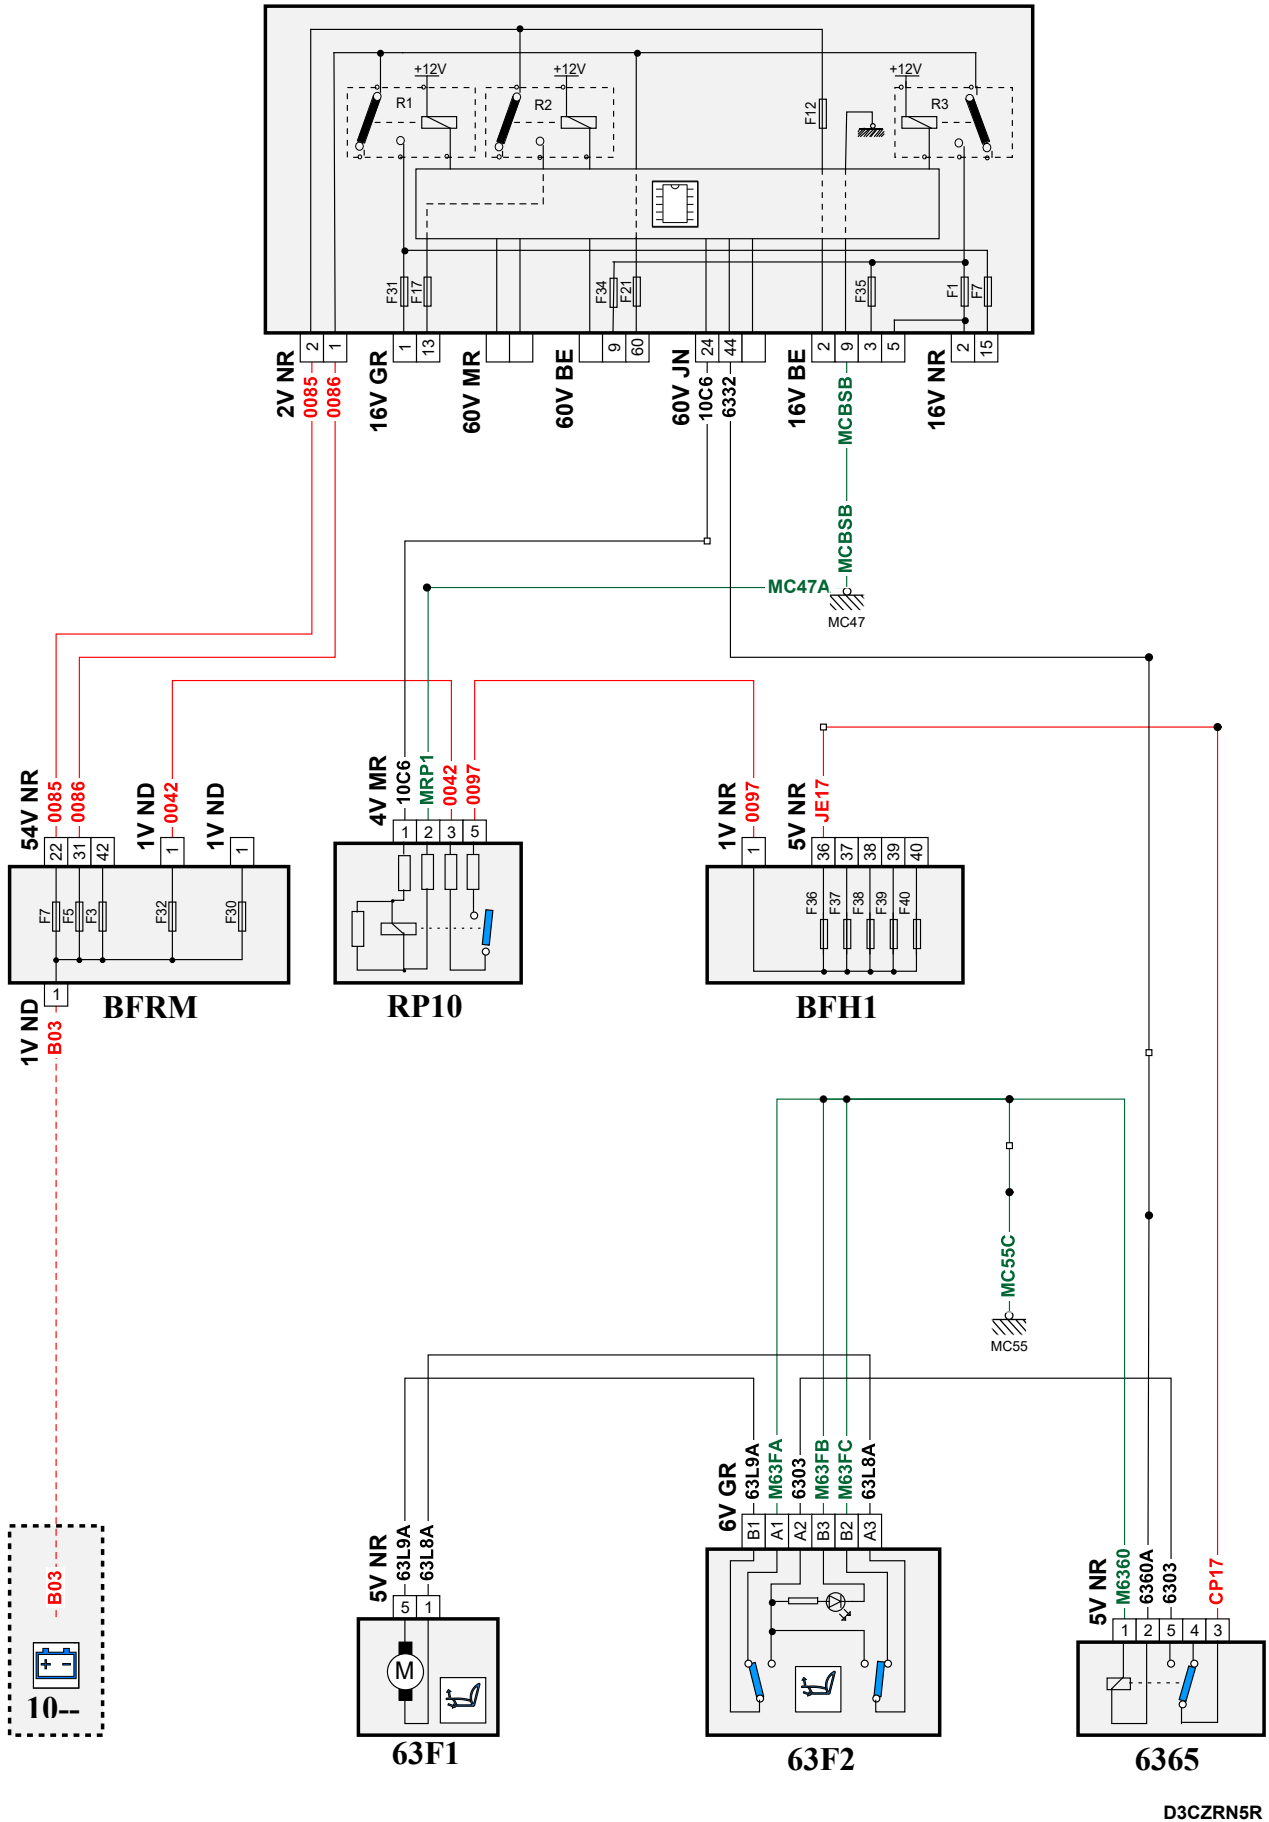 +12V
+12V
+12V
R1
R2
F12
R3
F31
F17
F34
F21
F35
F1
F7
2V NR
2
1
0085
0086
16V GR
1
13
60V MR
60V BE
9
60
60V JN
24
44
10C6
6332
16V BE
2
9
3
5
MCBSB
16V NR
2
15
MCBSB
MC47A
MC47
54V NR
0085
0086
1V ND
0042
1V ND
4V MR
10C6
MRP1
0042
0097
1V NR
0097
5V NR
JE17
22
31
42
1
1
1
2
3
5
1
36
37
38
39
40
F7
F5
F3
F32
F30
F36
F37
F38
F39
F40
1
BFRM
RP10
BFH1
1V ND
B03
MC55C
MC55
6V GR
63L9A
M63FA
6303
M63FB
M63FC
63L8A
B1
A1
A2
B3
B2
A3
5V NR
63L9A
63L8A
5
1
5V NR
M6360
6360A
6303
CP17
1
2
5
4
3
B03
+ -
10--
M
63F1
63F2
6365
D3CZRN5R